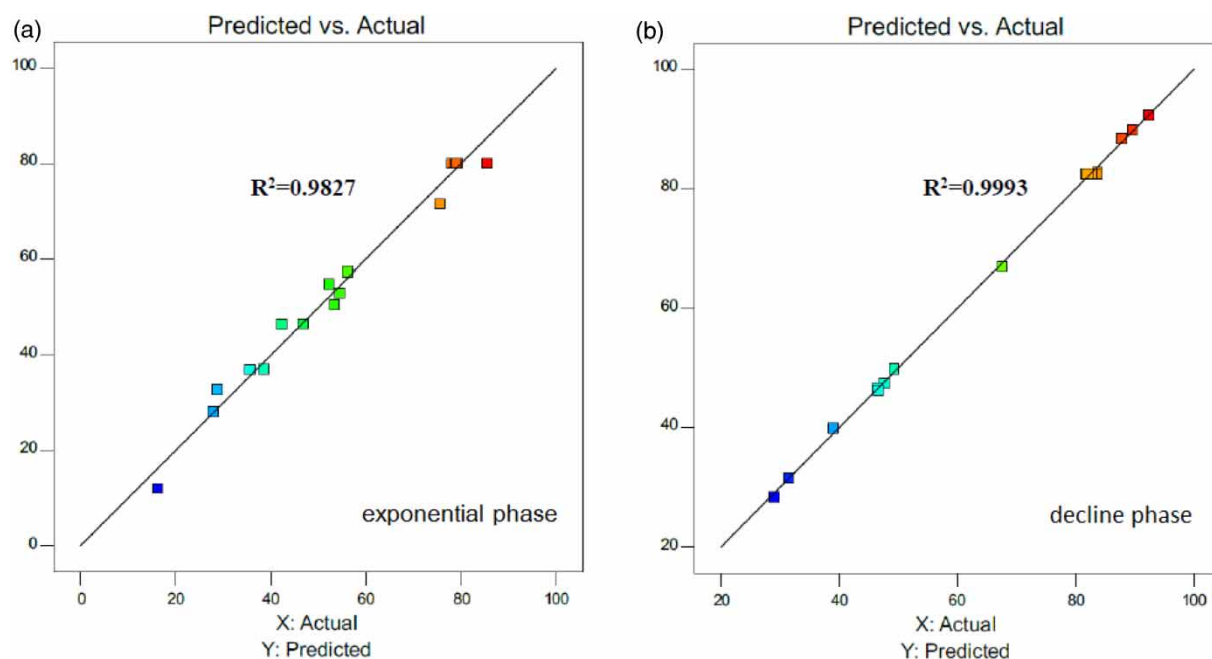 (a)
Predicted vs. Actual
100
80
60
40
20
0
R²=0.9827
exponential phase
0 20 40 60 80 100
X: Actual
Y: Predicted
(b)
Predicted vs. Actual
100
80
60
40
20
R²=0.9993
decline phase
20 40 60 80 100
X: Actual
Y: Predicted